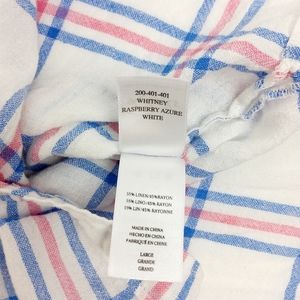 200-401-401
WHITNEY
RASPBERRY AZURE
WHITE
55% LINEN/45% RAYON
55% LINO/45% RAYON
55% LIN/45% RAYONNE
MADE IN CHINA
HECHO EN CHINA
FABRIQUÉ EN CHINE
LARGE
GRANDE
GRAND